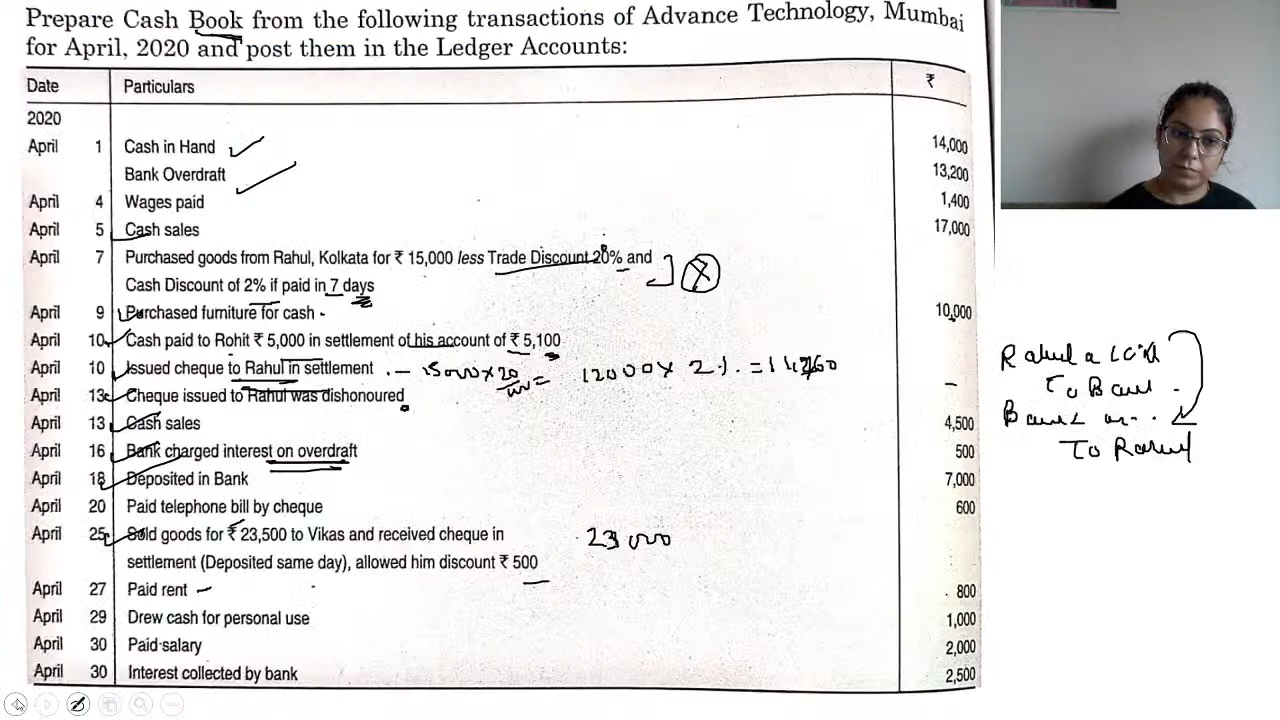 Prepare Cash Book from the following transactions of Advance Technology, Mumbai
for April, 2020 and post them in the Ledger Accounts:
Date Particulars ₹
2020
April 1 Cash in Hand 14,000
Bank Overdraft 13,200
April 4 Wages paid 1,400
April 5 Cash sales 17,000
April 7 Purchased goods from Rahul, Kolkata for ₹ 15,000 less Trade Discount 20% and
Cash Discount of 2% if paid in 7 days
April 9 Purchased furniture for cash 10,000
April 10 Cash paid to Rohit ₹ 5,000 in settlement of his account of ₹ 5,100
April 10 Issued cheque to Rahul in settlement - 15000 × 20/100 = 12000 × 2%. =
April 13 Cheque issued to Rahul was dishonoured —
April 13 Cash sales 4,500
April 16 Bank charged interest on overdraft 500
April 18 Deposited in Bank 7,000
April 20 Paid telephone bill by cheque 600
April 25 Sold goods for ₹ 23,500 to Vikas and received cheque in 23000
settlement (Deposited same day), allowed him discount ₹ 500
April 27 Paid rent 800
April 29 Drew cash for personal use 1,000
April 30 Paid salary 2,000
April 30 Interest collected by bank 2,500
Rahul a
To Bank
Bank
To Rahul